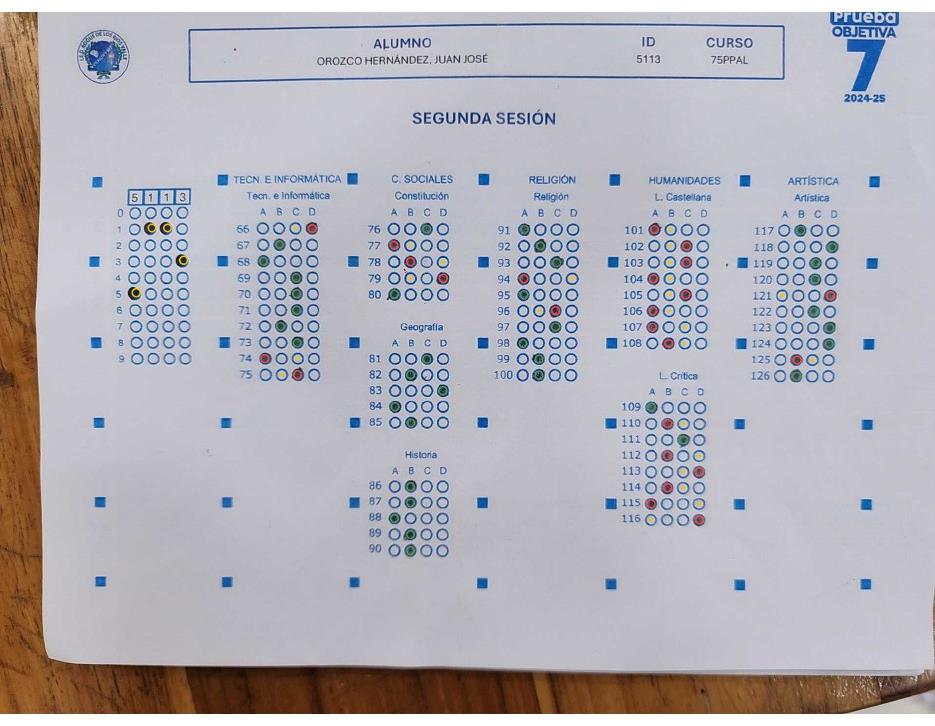 Prueba
OBJETIVA
7
2024-25
ALUMNO ID CURSO
OROZCO HERNÁNDEZ, JUAN JOSÉ 5113 75PPAL
SEGUNDA SESIÓN
5 1 1 3
0
1
2
3
4
5
6
7
8
9
TECN. E INFORMÁTICA
Tecn. e Informática
A B C D
66
67
68
69
70
71
72
73
74
75
C. SOCIALES
Constitución
A B C D
76
77
78
79
80
Geografía
A B C D
81
82
83
84
85
Historia
A B C D
86
87
88
89
90
RELIGIÓN
Religión
A B C D
91
92
93
94
95
96
97
98
99
100
HUMANIDADES
L. Castellana
A B C D
101
102
103
104
105
106
107
108
L. Crítica
A B C D
109
110
111
112
113
114
115
116
ARTÍSTICA
Artística
A B C D
117
118
119
120
121
122
123
124
125
126